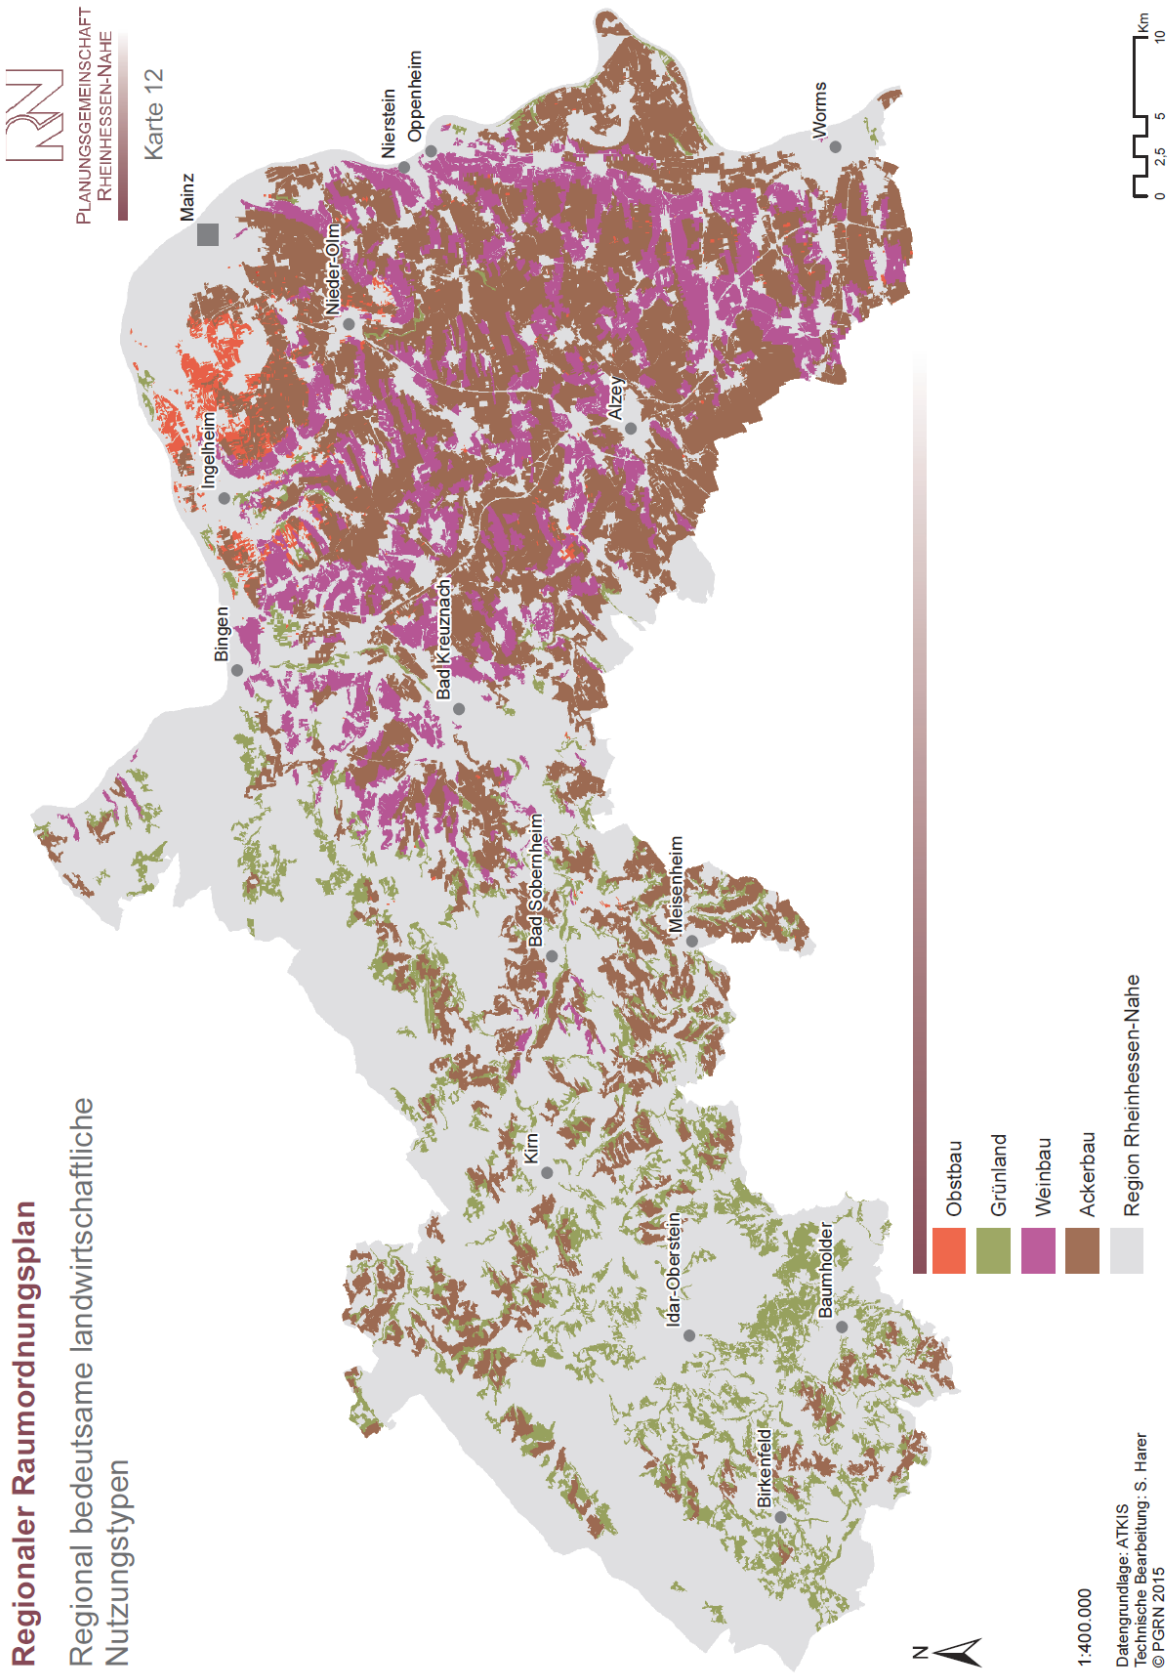 Regionaler Raumordnungsplan
Regional bedeutsame landwirtschaftliche
Nutzungstypen
RN
PLANUNGSGEMEINSCHAFT
RHEINHESSEN-NAHE
Karte 12
Mainz
Nierstein
Oppenheim
Nieder-Olm
Ingelheim
Bingen
Bad Kreuznach
Alzey
Worms
Bad Sobernheim
Meisenheim
Kirn
Idar-Oberstein
Baumholder
Birkenfeld
Obstbau
Grünland
Weinbau
Ackerbau
Region Rheinhessen-Nahe
N
1:400.000
Datengrundlage: ATKIS
Technische Bearbeitung: S. Harer
© PGRN 2015
Km
0 2,5 5 10